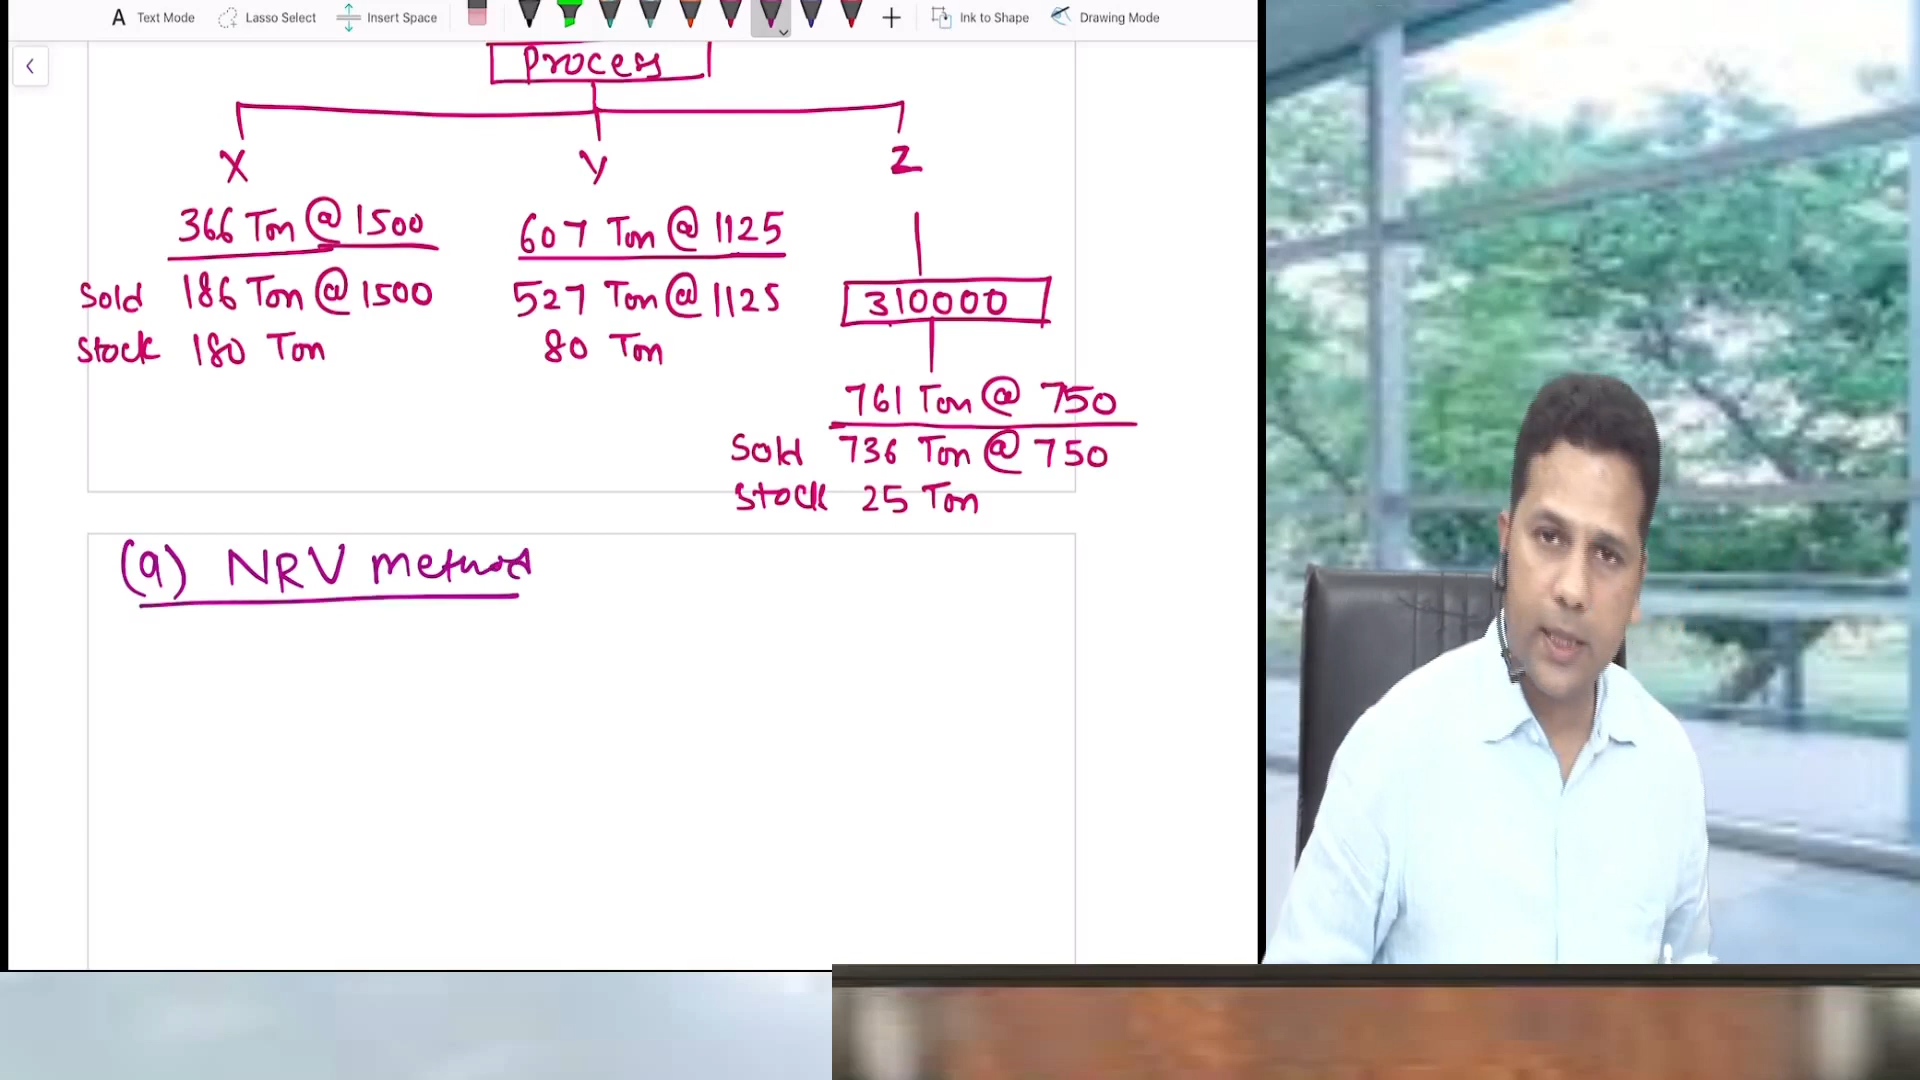 Text Mode Lasso Select Insert Space Ink to Shape Drawing Mode
Process
X Y Z
366 Ton @ 1500 607 Ton @ 1125
Sold 186 Ton @ 1500 527 Ton @ 1125
Stock 180 Ton 80 Ton
310000
761 Ton @ 750
Sold 736 Ton @ 750
Stock 25 Ton
(a) NRV method